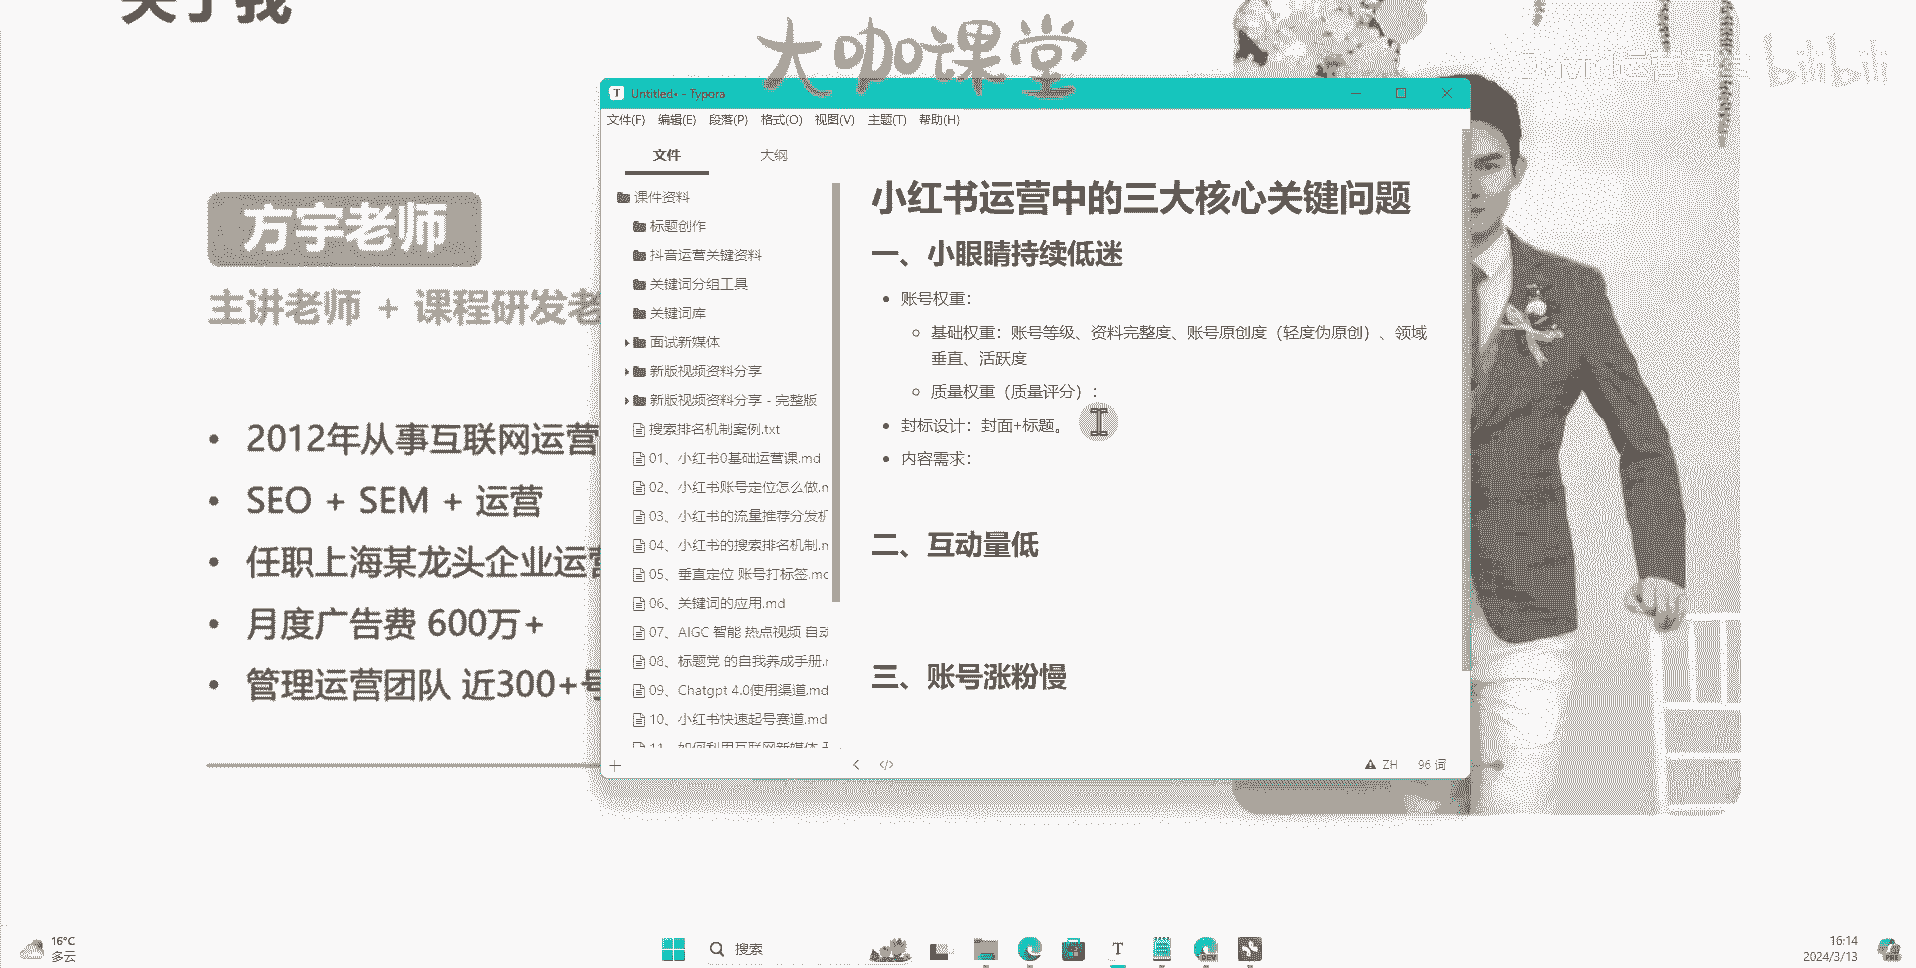 关于我
大咖课堂
bilibili
方宇老师
主讲老师 + 课程研发老
2012年从事互联网运营
SEO + SEM + 运营
任职上海某龙头企业运营
月度广告费 600万+
管理运营团队 近300+号
Untitled• - Typora
文件(F) 编辑(E) 段落(P) 格式(O) 视图(V) 主题(T) 帮助(H)
文件 大纲
课件资料
标题创作
抖音运营关键资料
关键词分组工具
关键词库
面试新媒体
新版视频资料分享
新版视频资料分享 - 完整版
搜索排名机制案例.txt
01、小红书0基础运营课.md
02、小红书账号定位怎么做.m
03、小红书的流量推荐分发机
04、小红书的搜索排名机制.m
05、垂直定位 账号打标签.md
06、关键词的应用.md
07、AIGC 智能 热点视频 自动
08、标题党 的自我养成手册.r
09、Chatgpt 4.0使用渠道.md
10、小红书快速起号赛道.md
11、如何利用互联网新媒体
小红书运营中的三大核心关键问题
一、小眼睛持续低迷
账号权重：
基础权重：账号等级、资料完整度、账号原创度（轻度伪原创）、领域
垂直、活跃度
质量权重（质量评分）：
封标设计：封面+标题。
内容需求：
二、互动量低
三、账号涨粉慢
ZH 96 词
16°C
多云
搜索
16:14
2024/3/13